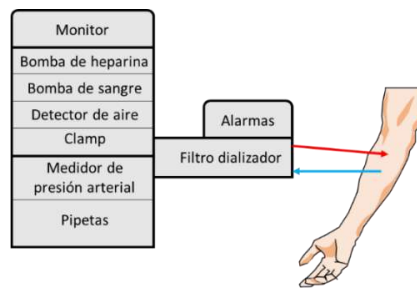 Monitor
Bomba de heparina
Bomba de sangre
Detector de aire
Clamp
Medidor de
presión arterial
Pipetas
Alarmas
Filtro dializador